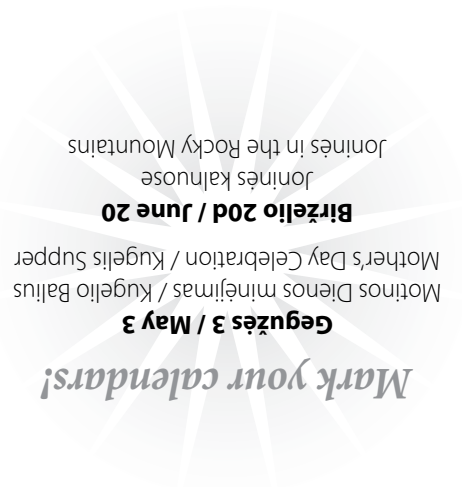 Mark your calendars!
Gegužės 3 / May 3
Motinos Dienos minėjimas / Kugelio Balius
Mother's Day Celebration / Kugelis Supper
Birželio 20d / June 20
Joninės kalnuose
Joninės in the Rocky Mountains